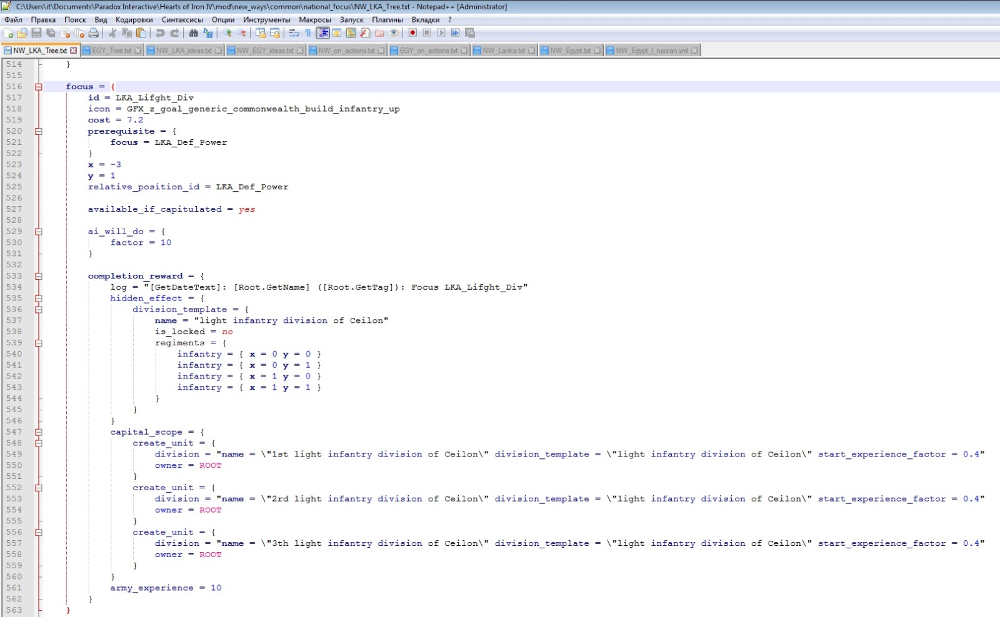 C:\Users\it\Documents\Paradox Interactive\Hearts of Iron IV\mod\new_ways\common\national_focus\NW_LKA_Tree.txt - Notepad++ [Administrator]
Файл Правка Поиск Вид Кодировки Синтаксисы Опции Инструменты Макросы Запуск Плагины Вкладки ?
NW_LKA_Tree.txt EGY_Tree.txt NW_LKA_ideas.txt NW_EGY_ideas.txt NW_on_actions.txt EGY_on_actions.txt NW_Lanka.txt NW_Egypt.txt NW_Egypt_l_russian.yml
514 }
515
516 focus = {
517 id = LKA_Lifght_Div
518 icon = GFX_z_goal_generic_commonwealth_build_infantry_up
519 cost = 7.2
520 prerequisite = {
521 focus = LKA_Def_Power
522 }
523 x = -3
524 y = 1
525 relative_position_id = LKA_Def_Power
526
527 available_if_capitulated = yes
528
529 ai_will_do = {
530 factor = 10
531 }
532
533 completion_reward = {
534 log = "[GetDateText]: [Root.GetName] ([Root.GetTag]): Focus LKA_Lifght_Div"
535 hidden_effect = {
536 division_template = {
537 name = "light infantry division of Ceilon"
538 is_locked = no
539 regiments = {
540 infantry = { x = 0 y = 0 }
541 infantry = { x = 0 y = 1 }
542 infantry = { x = 1 y = 0 }
543 infantry = { x = 1 y = 1 }
544 }
545 }
546 }
547 capital_scope = {
548 create_unit = {
549 division = "name = \"1st light infantry division of Ceilon\" division_template = \"light infantry division of Ceilon\" start_experience_factor = 0.4"
550 owner = ROOT
551 }
552 create_unit = {
553 division = "name = \"2rd light infantry division of Ceilon\" division_template = \"light infantry division of Ceilon\" start_experience_factor = 0.4"
554 owner = ROOT
555 }
556 create_unit = {
557 division = "name = \"3th light infantry division of Ceilon\" division_template = \"light infantry division of Ceilon\" start_experience_factor = 0.4"
558 owner = ROOT
559 }
560 }
561 army_experience = 10
562 }
563 }